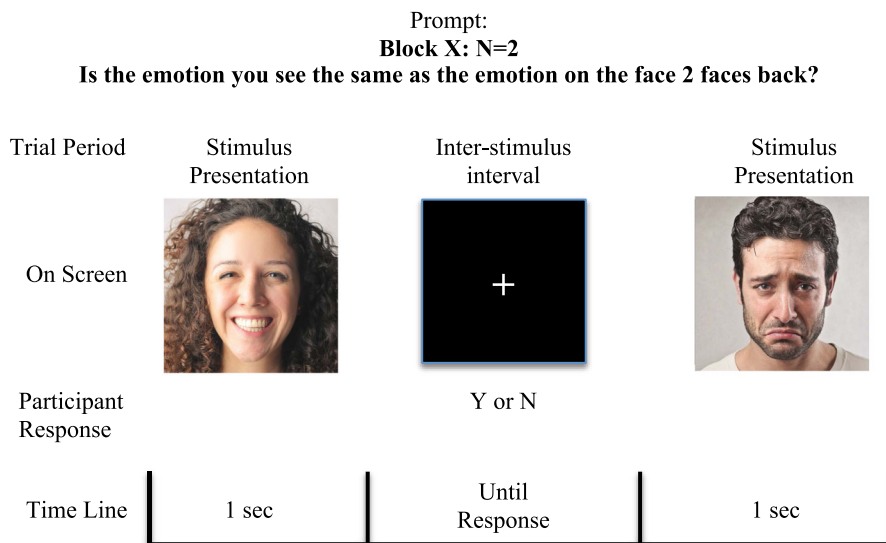 Prompt:
Block X: N=2
Is the emotion you see the same as the emotion on the face 2 faces back?
Trial Period
Stimulus
Presentation
Inter-stimulus
interval
Stimulus
Presentation
On Screen
Participant
Response
Y or N
Time Line
1 sec
Until
Response
1 sec